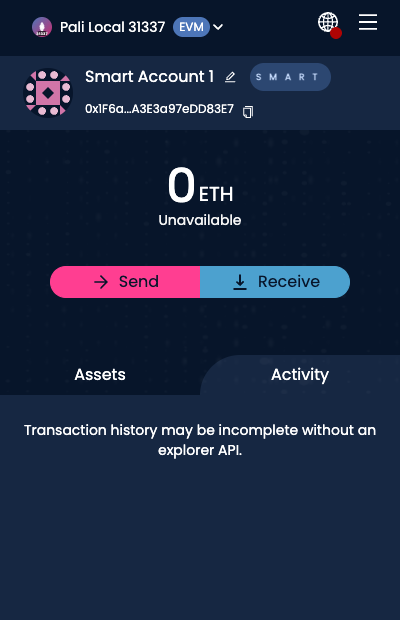 Pali Local 31337 EVM
Smart Account 1 SMART
0x1F6a...A3E3a97eDD83E7
0 ETH
Unavailable
Send Receive
Assets Activity
Transaction history may be incomplete without an
explorer API.